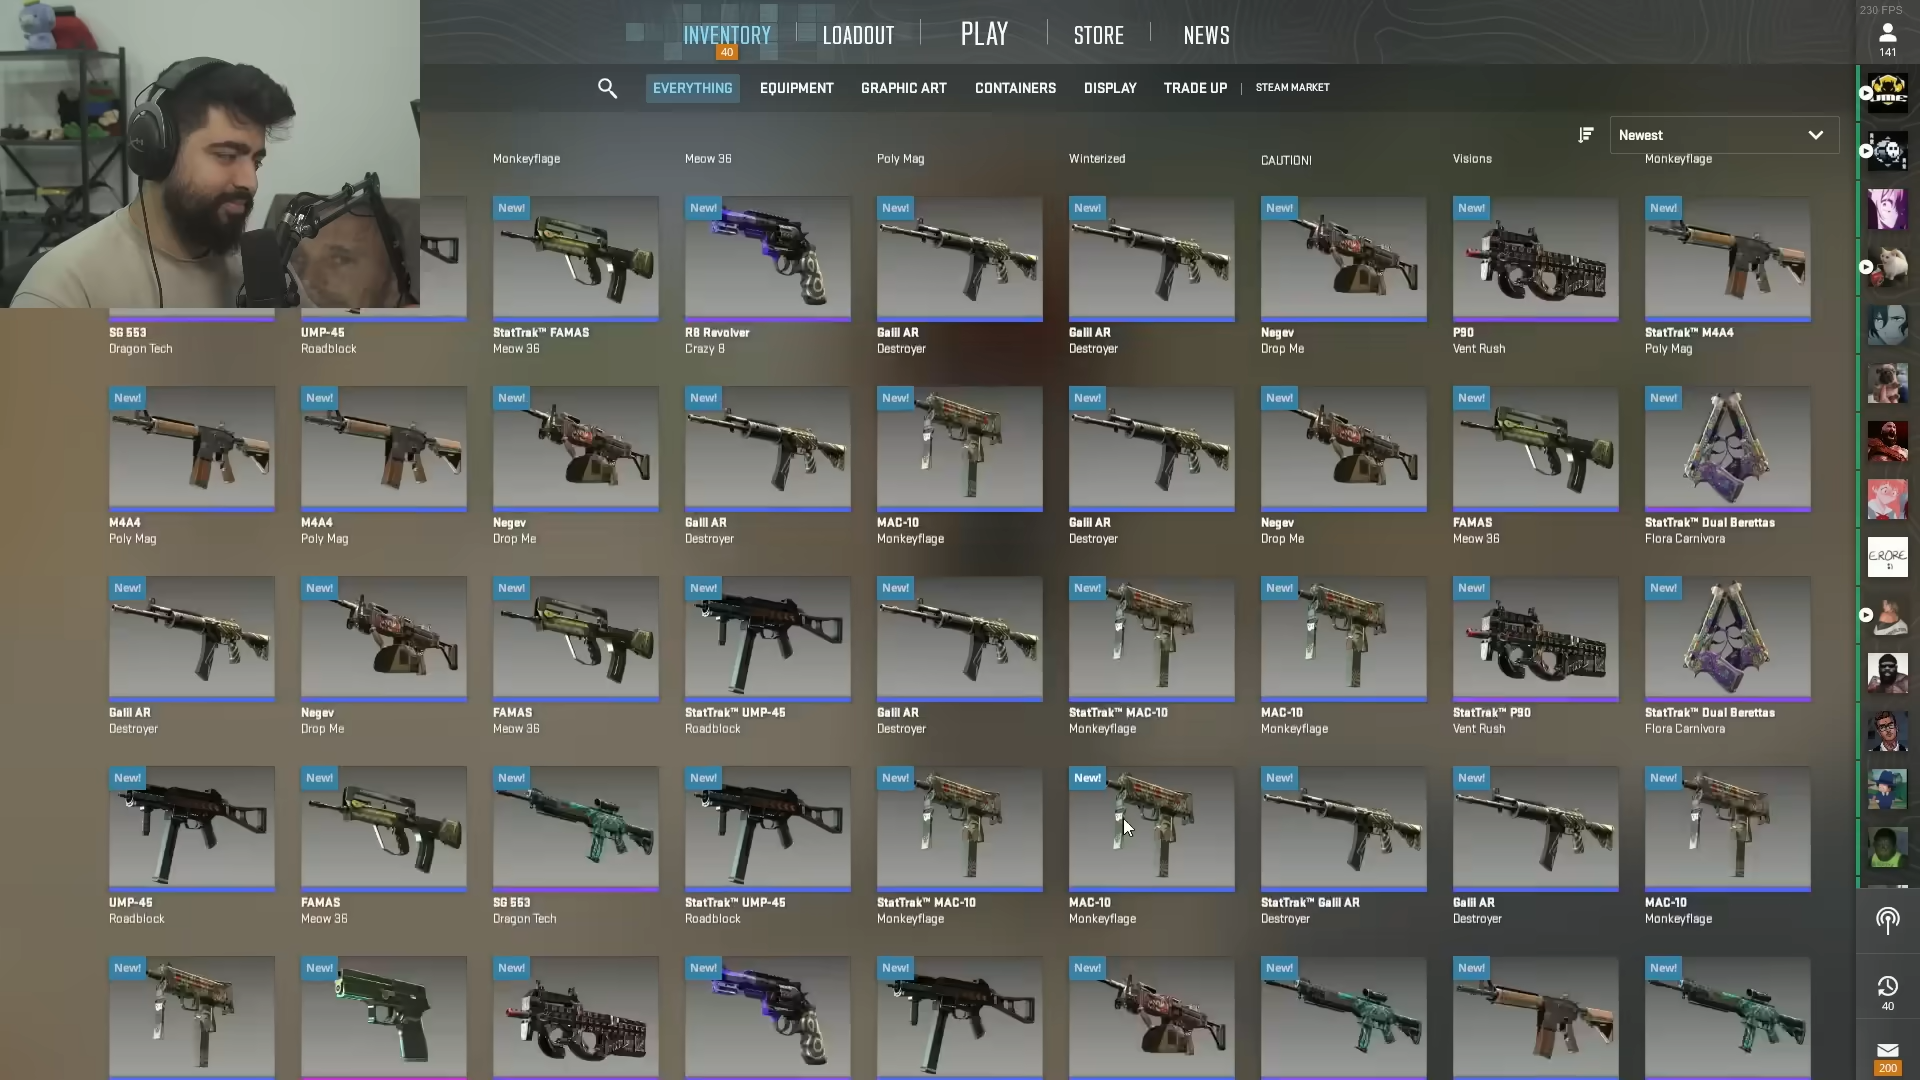 230 FPS
INVENTORY
40
LOADOUT
PLAY
STORE
NEWS
141
EVERYTHING
EQUIPMENT
GRAPHIC ART
CONTAINERS
DISPLAY
TRADE UP
STEAM MARKET
Newest
Monkeyflage
Meow 36
Poly Mag
Winterized
CAUTION!
Visions
Monkeyflage
New!
New!
New!
New!
New!
New!
New!
SG 553
Dragon Tech
UMP-45
Roadblock
StatTrak™ FAMAS
Meow 36
R8 Revolver
Crazy 8
Galil AR
Destroyer
Galil AR
Destroyer
Negev
Drop Me
P90
Vent Rush
StatTrak™ M4A4
Poly Mag
New!
New!
New!
New!
New!
New!
New!
New!
New!
M4A4
Poly Mag
M4A4
Poly Mag
Negev
Drop Me
Galil AR
Destroyer
MAC-10
Monkeyflage
Galil AR
Destroyer
Negev
Drop Me
FAMAS
Meow 36
StatTrak™ Dual Berettas
Flora Carnivora
New!
New!
New!
New!
New!
New!
New!
New!
New!
Galil AR
Destroyer
Negev
Drop Me
FAMAS
Meow 36
StatTrak™ UMP-45
Roadblock
Galil AR
Destroyer
StatTrak™ MAC-10
Monkeyflage
MAC-10
Monkeyflage
StatTrak™ P90
Vent Rush
StatTrak™ Dual Berettas
Flora Carnivora
New!
New!
New!
New!
New!
New!
New!
New!
New!
UMP-45
Roadblock
FAMAS
Meow 36
SG 553
Dragon Tech
StatTrak™ UMP-45
Roadblock
StatTrak™ MAC-10
Monkeyflage
MAC-10
Monkeyflage
StatTrak™ Galil AR
Destroyer
Galil AR
Destroyer
MAC-10
Monkeyflage
New!
New!
New!
New!
New!
New!
New!
New!
New!
40
200